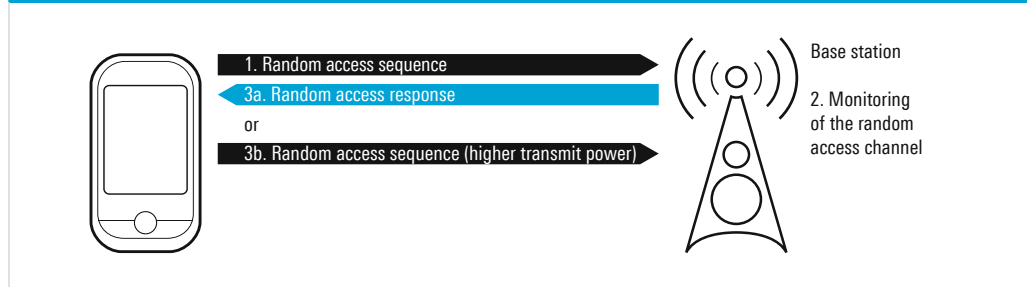 1. Random access sequence
3a. Random access response
or
3b. Random access sequence (higher transmit power)
Base station
2. Monitoring
of the random
access channel